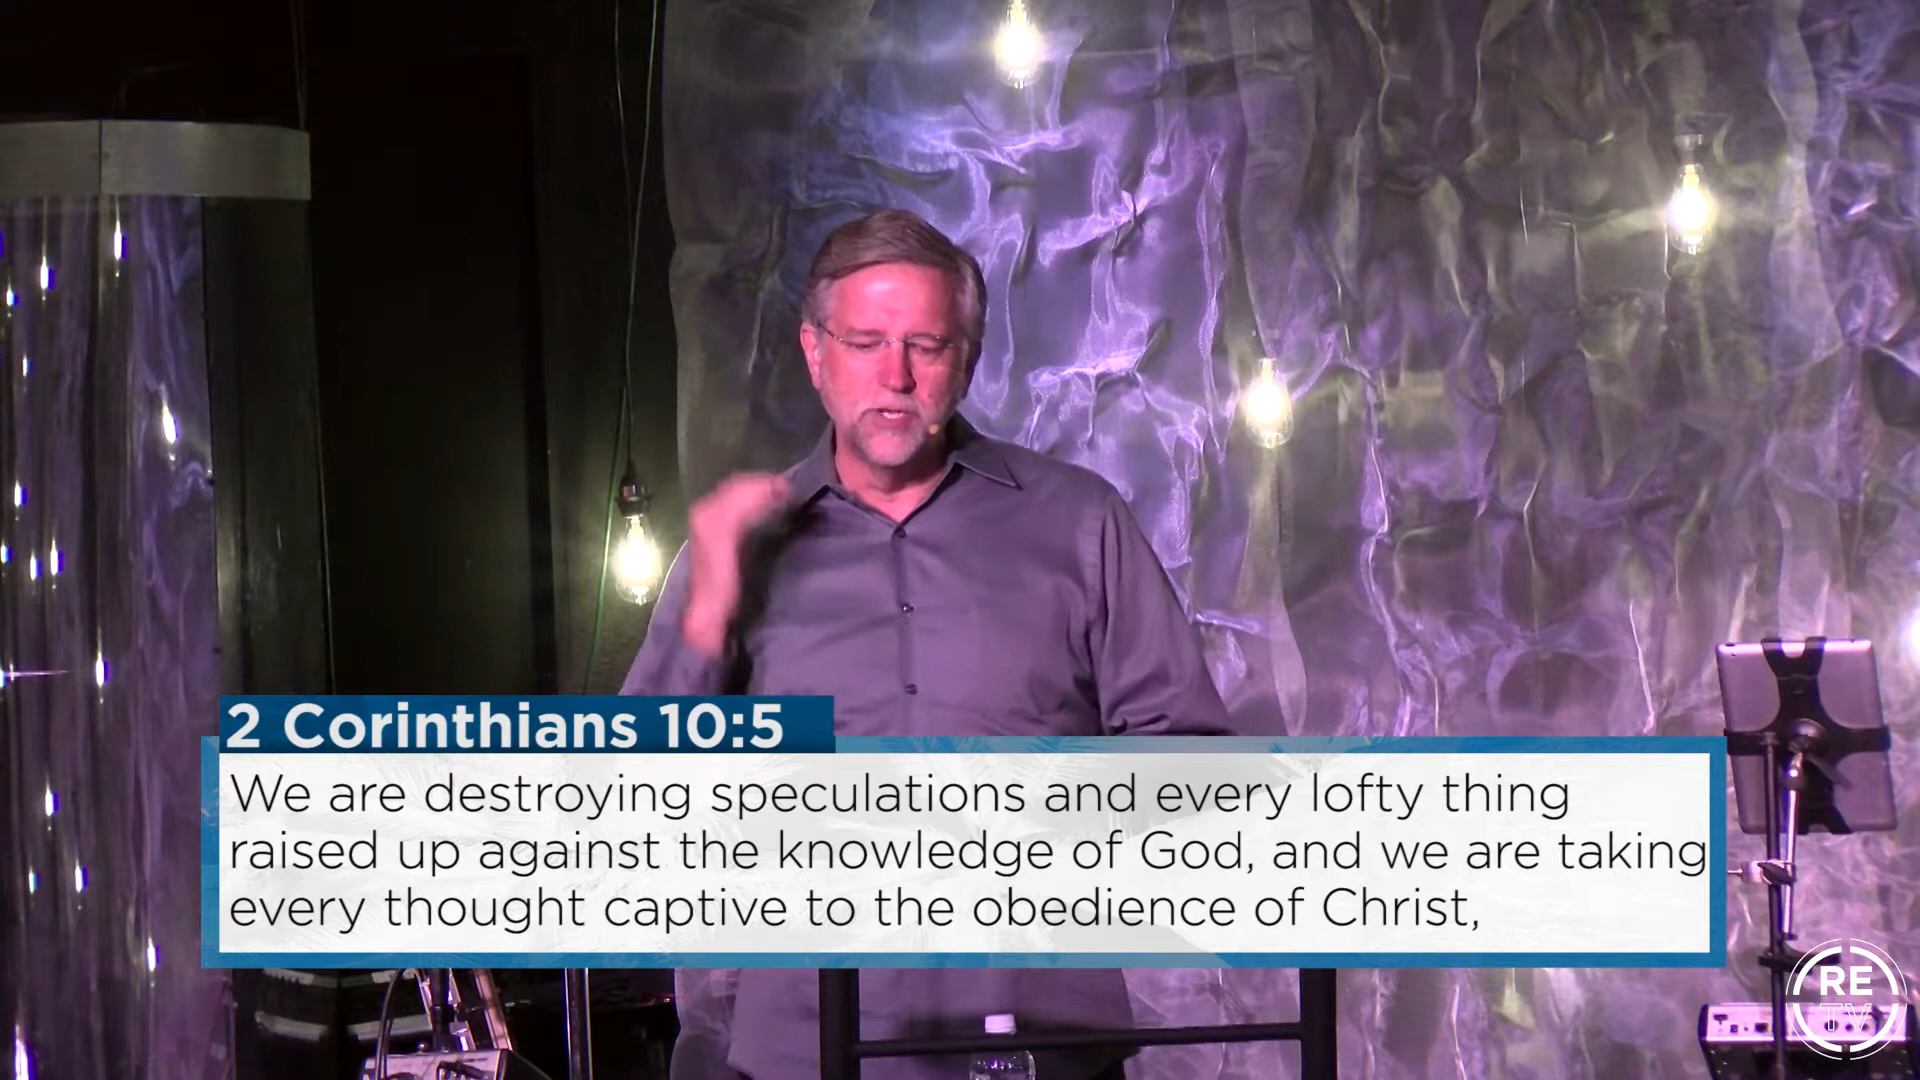 2 Corinthians 10:5
We are destroying speculations and every lofty thing
raised up against the knowledge of God, and we are taking
every thought captive to the obedience of Christ,
RE
TV